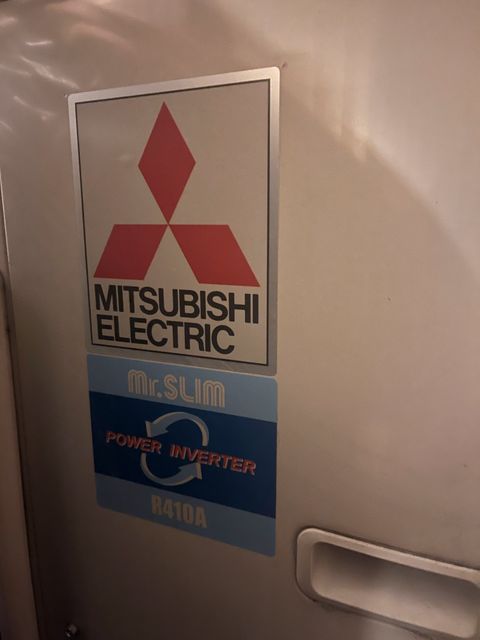 MITSUBISHI
ELECTRIC
Mr.SLIM
POWER INVERTER
R410A